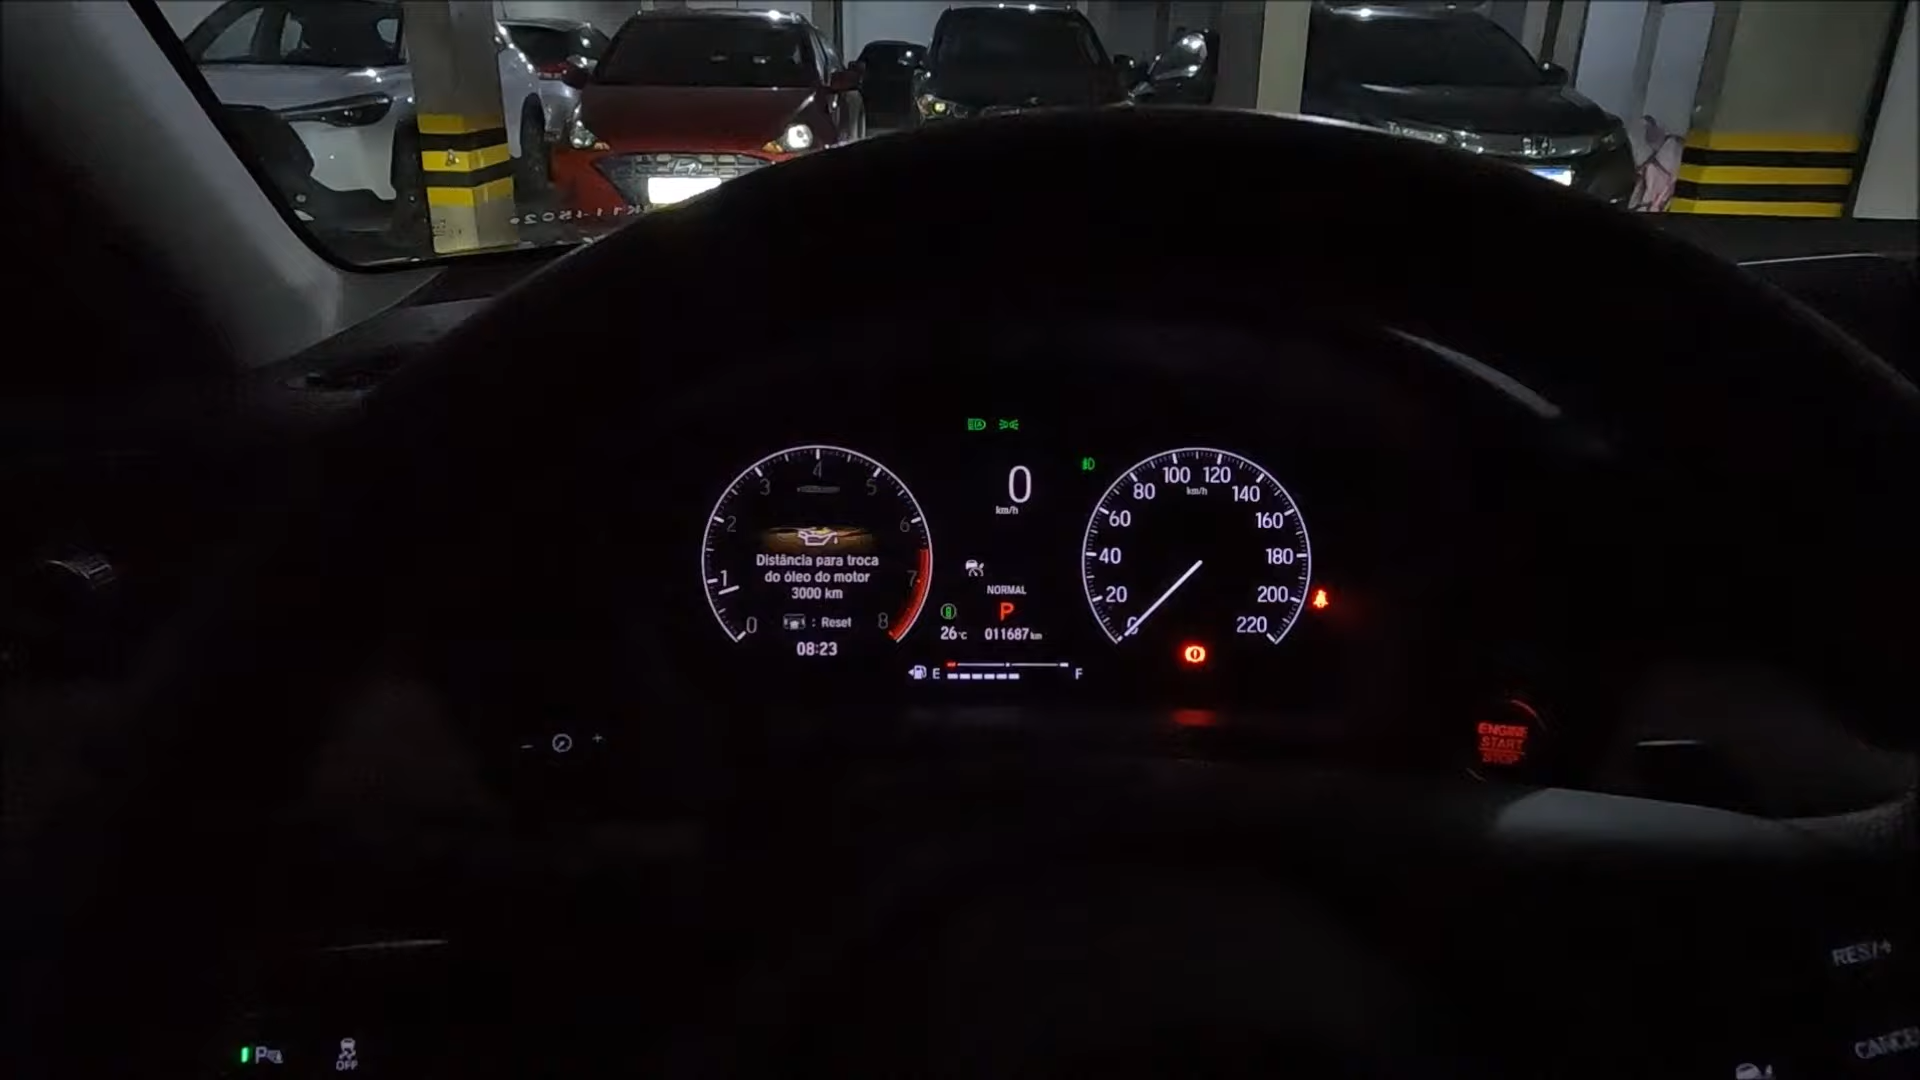 0
km/h
4
3
5
2
6
Distância para troca
do óleo do motor
3000 km
1
7
0
: Reset
8
08:23
NORMAL
P
26°C
011687 km
E
F
100
120
km/h
80
140
60
160
40
180
20
200
0
220
ENGINE
START
STOP
- +
RES/+
P
OFF